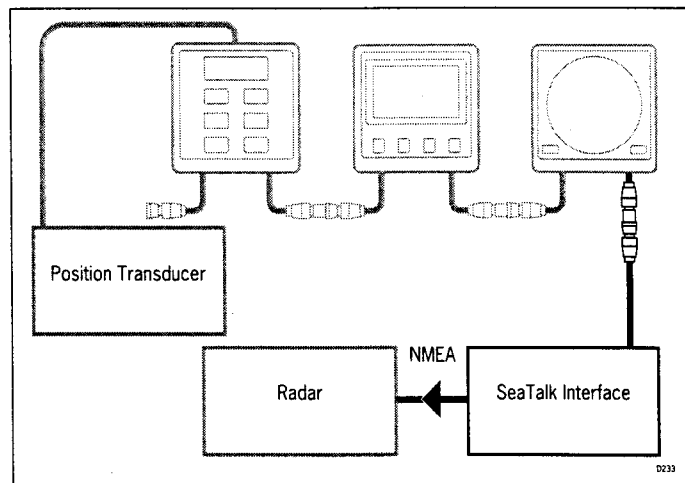 Position Transducer
NMEA
Radar
SeaTalk Interface
D233